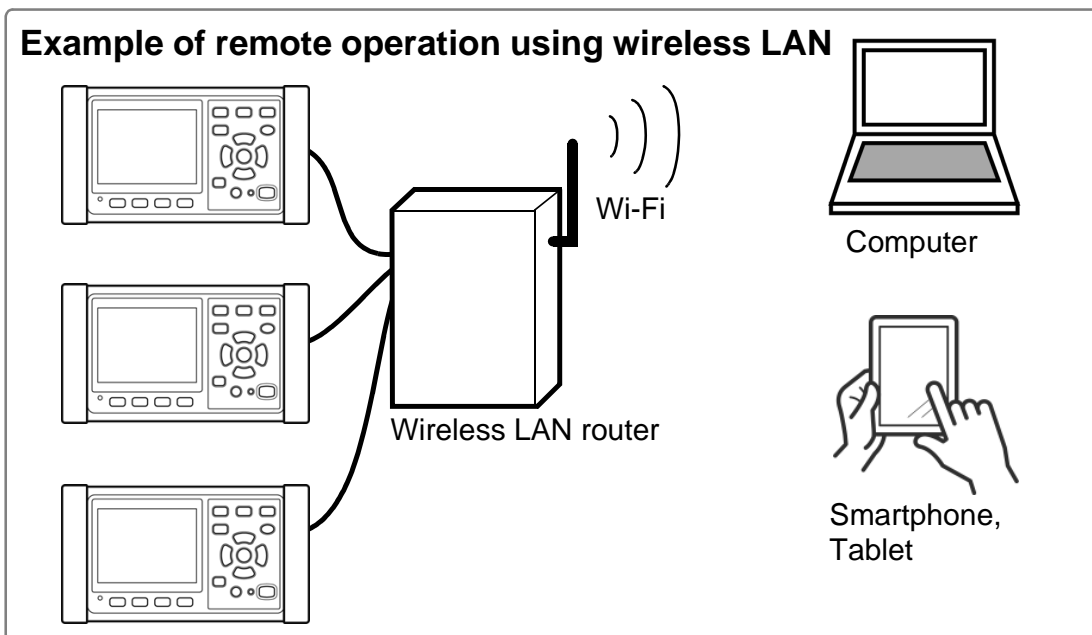 Example of remote operation using wireless LAN
Wi-Fi
Computer
Wireless LAN router
Smartphone,
Tablet